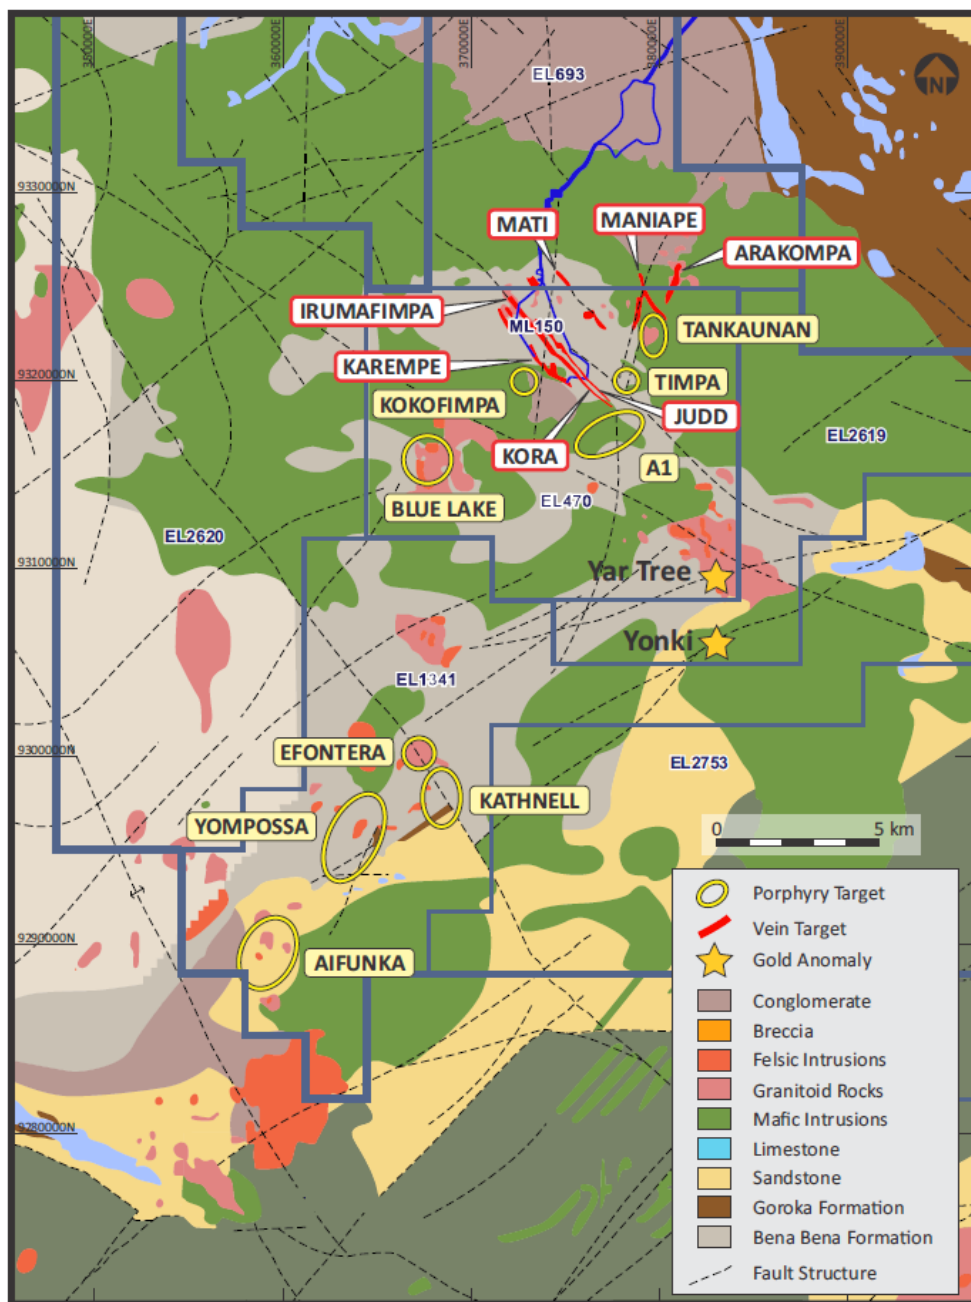 350000E
360000E
370000E
380000E
390000E
EL693
N
9330000N
MATI
MANIAPE
ARAKOMPA
IRUMAFIMPA
ML150
TANKAUNAN
KAREMPE
9320000N
TIMPA
KOKOFIMPA
JUDD
KORA
EL2619
A1
BLUE LAKE
EL470
EL2620
9310000N
Yar Tree
Yonki
EL1341
EFONTERA
9300000N
EL2753
KATHNELL
YOMPOSSA
0 5 km
9290000N
AIFUNKA
9280000N
Porphyry Target
Vein Target
Gold Anomaly
Conglomerate
Breccia
Felsic Intrusions
Granitoid Rocks
Mafic Intrusions
Limestone
Sandstone
Goroka Formation
Bena Bena Formation
Fault Structure